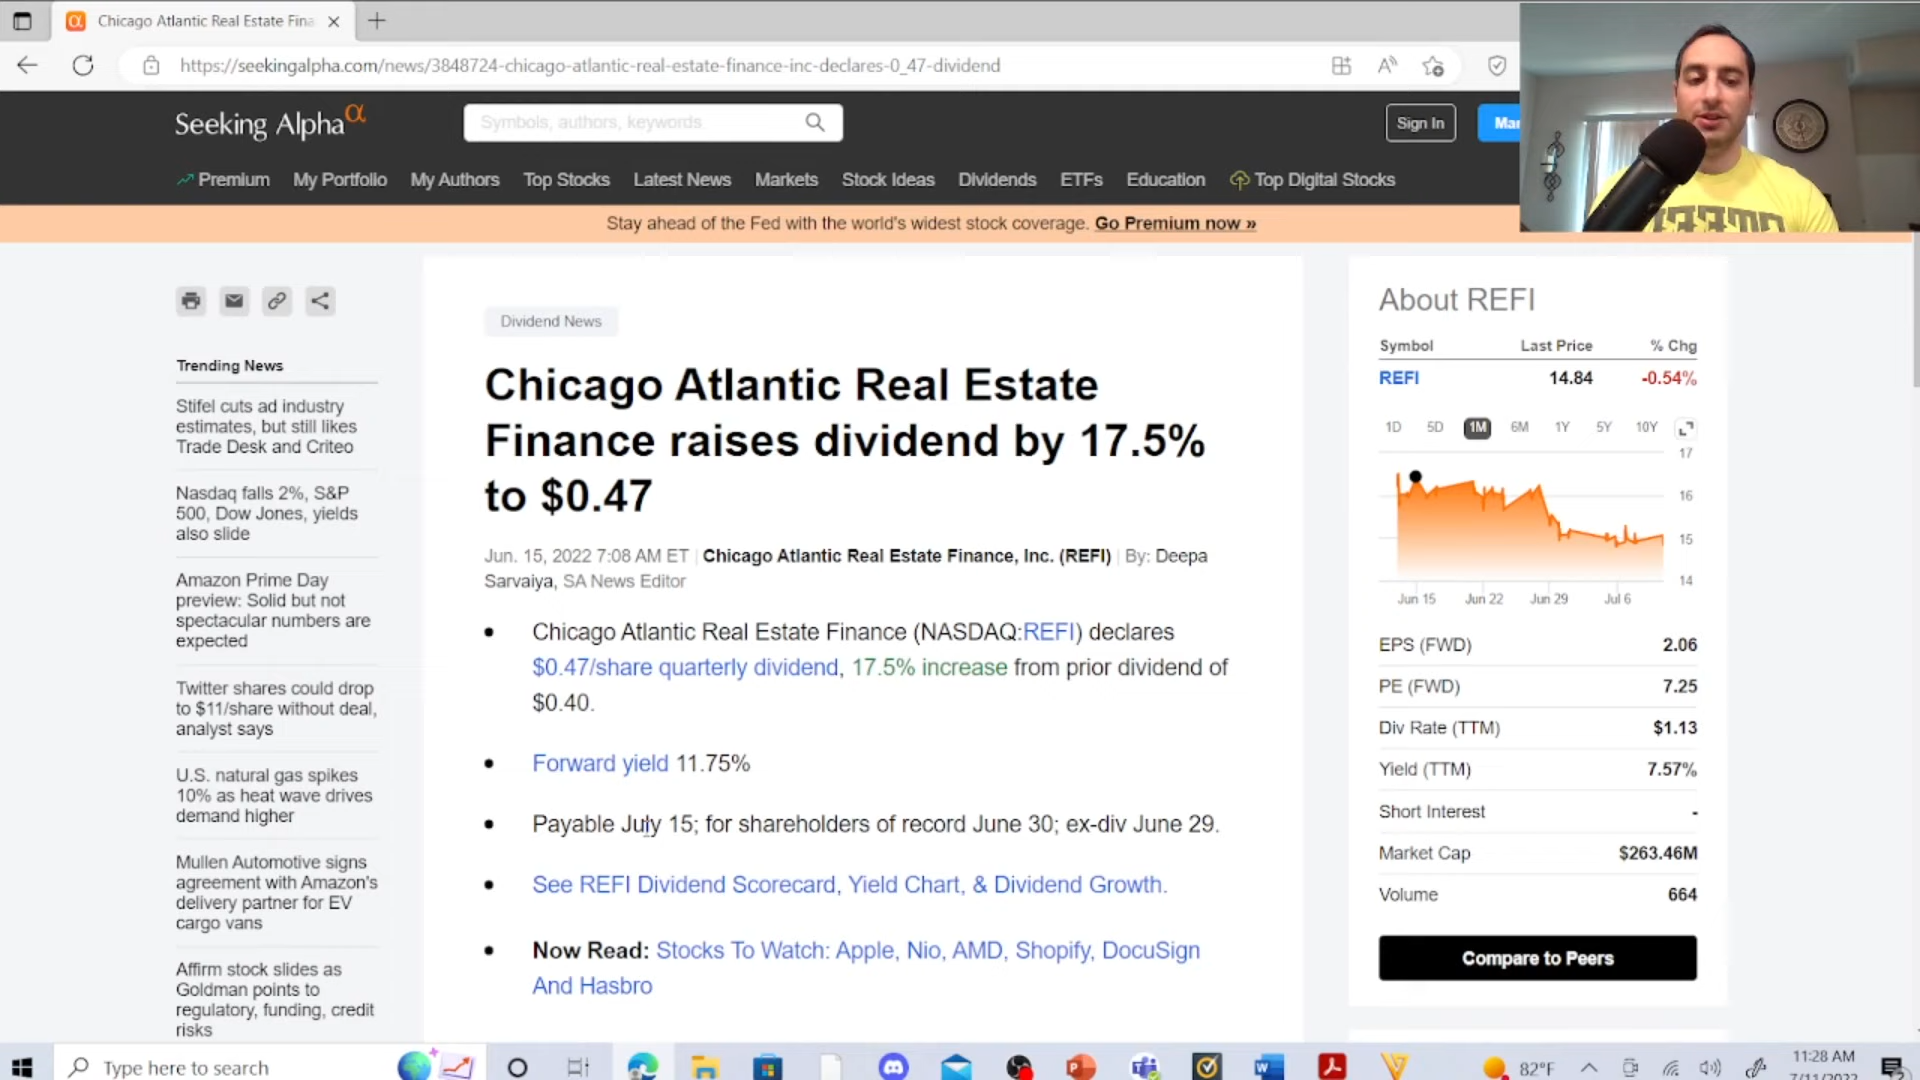 Chicago Atlantic Real Estate Fina
https://seekingalpha.com/news/3848724-chicago-atlantic-real-estate-finance-inc-declares-0_47-dividend
Seeking Alpha α
Symbols, authors, keywords
Sign In
Premium My Portfolio My Authors Top Stocks Latest News Markets Stock Ideas Dividends ETFs Education Top Digital Stocks
Stay ahead of the Fed with the world's widest stock coverage. Go Premium now »
Trending News
Stifel cuts ad industry
estimates, but still likes
Trade Desk and Criteo
Nasdaq falls 2%, S&P
500, Dow Jones, yields
also slide
Amazon Prime Day
preview: Solid but not
spectacular numbers are
expected
Twitter shares could drop
to $11/share without deal,
analyst says
U.S. natural gas spikes
10% as heat wave drives
demand higher
Mullen Automotive signs
agreement with Amazon's
delivery partner for EV
cargo vans
Affirm stock slides as
Goldman points to
regulatory, funding, credit
risks
Dividend News
Chicago Atlantic Real Estate
Finance raises dividend by 17.5%
to $0.47
Jun. 15, 2022 7:08 AM ET | Chicago Atlantic Real Estate Finance, Inc. (REFI) | By: Deepa
Sarvaiya, SA News Editor
• Chicago Atlantic Real Estate Finance (NASDAQ:REFI) declares
$0.47/share quarterly dividend, 17.5% increase from prior dividend of
$0.40.
• Forward yield 11.75%
• Payable July 15; for shareholders of record June 30; ex-div June 29.
• See REFI Dividend Scorecard, Yield Chart, & Dividend Growth.
• Now Read: Stocks To Watch: Apple, Nio, AMD, Shopify, DocuSign
And Hasbro
About REFI
Symbol Last Price % Chg
REFI 14.84 -0.54%
1D 5D 1M 6M 1Y 5Y 10Y
17
16
15
14
Jun 15 Jun 22 Jun 29 Jul 6
EPS (FWD) 2.06
PE (FWD) 7.25
Div Rate (TTM) $1.13
Yield (TTM) 7.57%
Short Interest -
Market Cap $263.46M
Volume 664
Compare to Peers
Type here to search
82°F
11:28 AM
7/11/2022